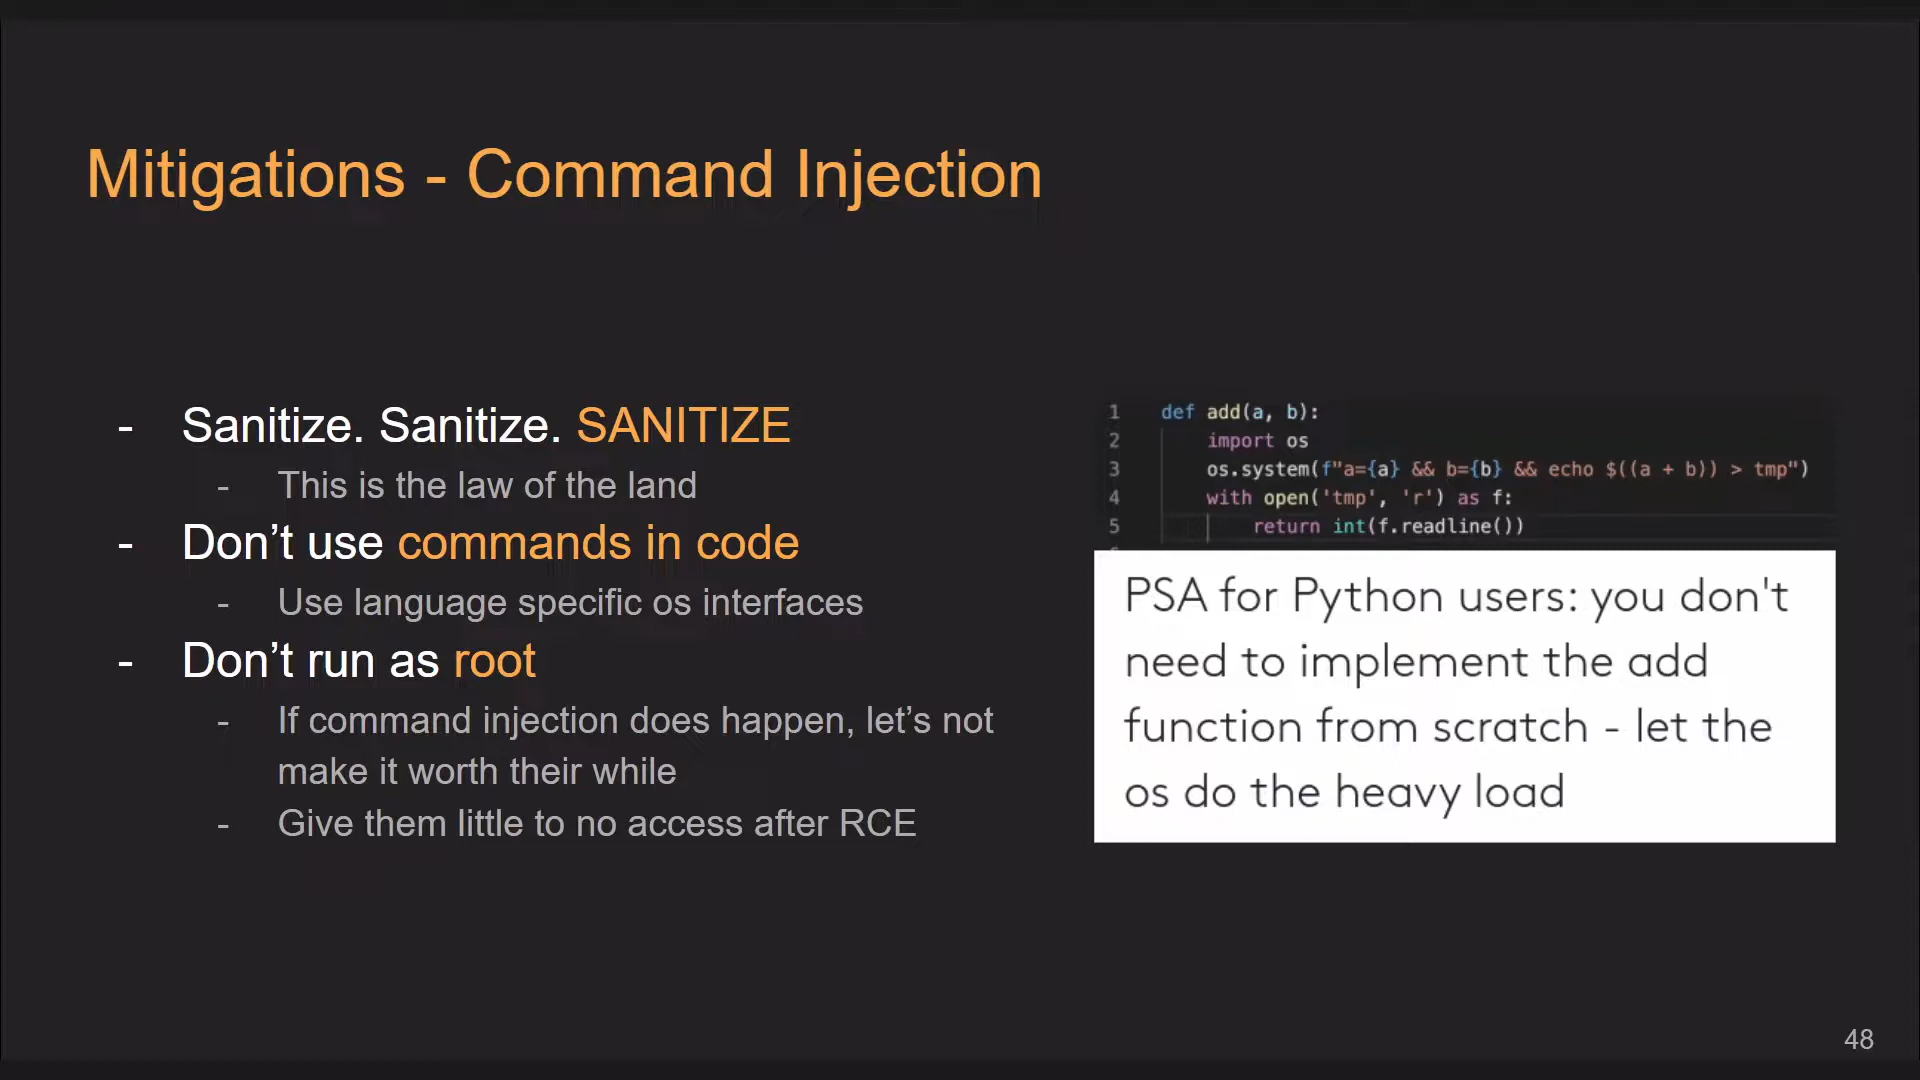 Mitigations - Command Injection
- Sanitize. Sanitize. SANITIZE
- This is the law of the land
- Don’t use commands in code
- Use language specific os interfaces
- Don’t run as root
- If command injection does happen, let’s not
make it worth their while
- Give them little to no access after RCE
1 def add(a, b):
2 import os
3 os.system(f"a={a} && b={b} && echo $((a + b)) > tmp")
4 with open('tmp', 'r') as f:
5 return int(f.readline())
PSA for Python users: you don't
need to implement the add
function from scratch - let the
os do the heavy load
48